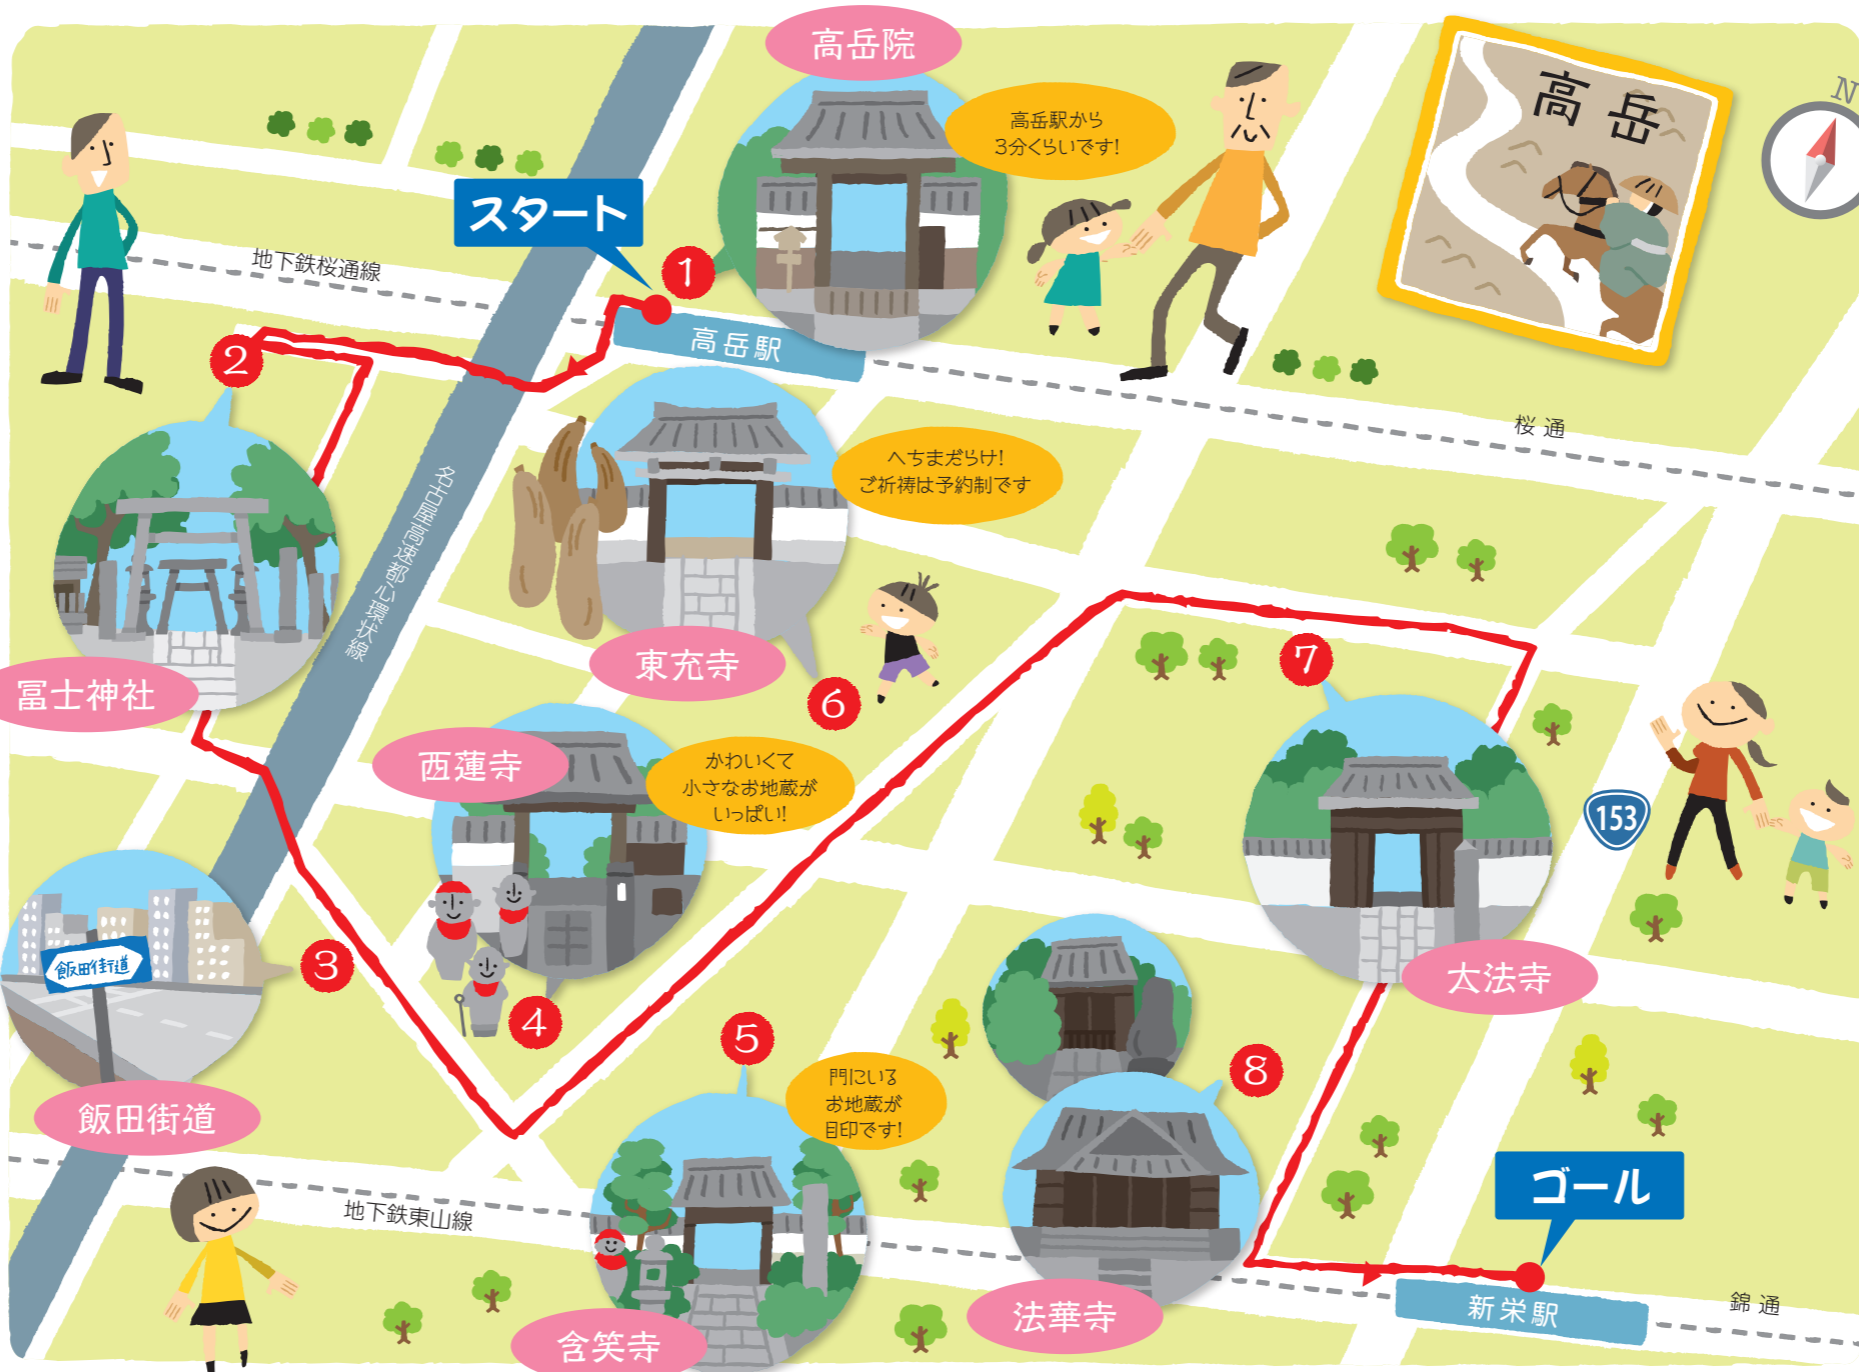 高岳院
高岳駅から
3分くらいです!
高岳
N
スタート
地下鉄桜通線
1
高岳駅
2
桜通
へちまだらけ!
ご祈祷は予約制です
名古屋高速都心環状線
東充寺
6
7
冨士神社
西蓮寺
かわいくて
小さなお地蔵が
いっぱい!
153
飯田街道
3
大法寺
4
5
8
門にいる
お地蔵が
目印です!
飯田街道
地下鉄東山線
ゴール
新栄駅
錦通
法華寺
含笑寺